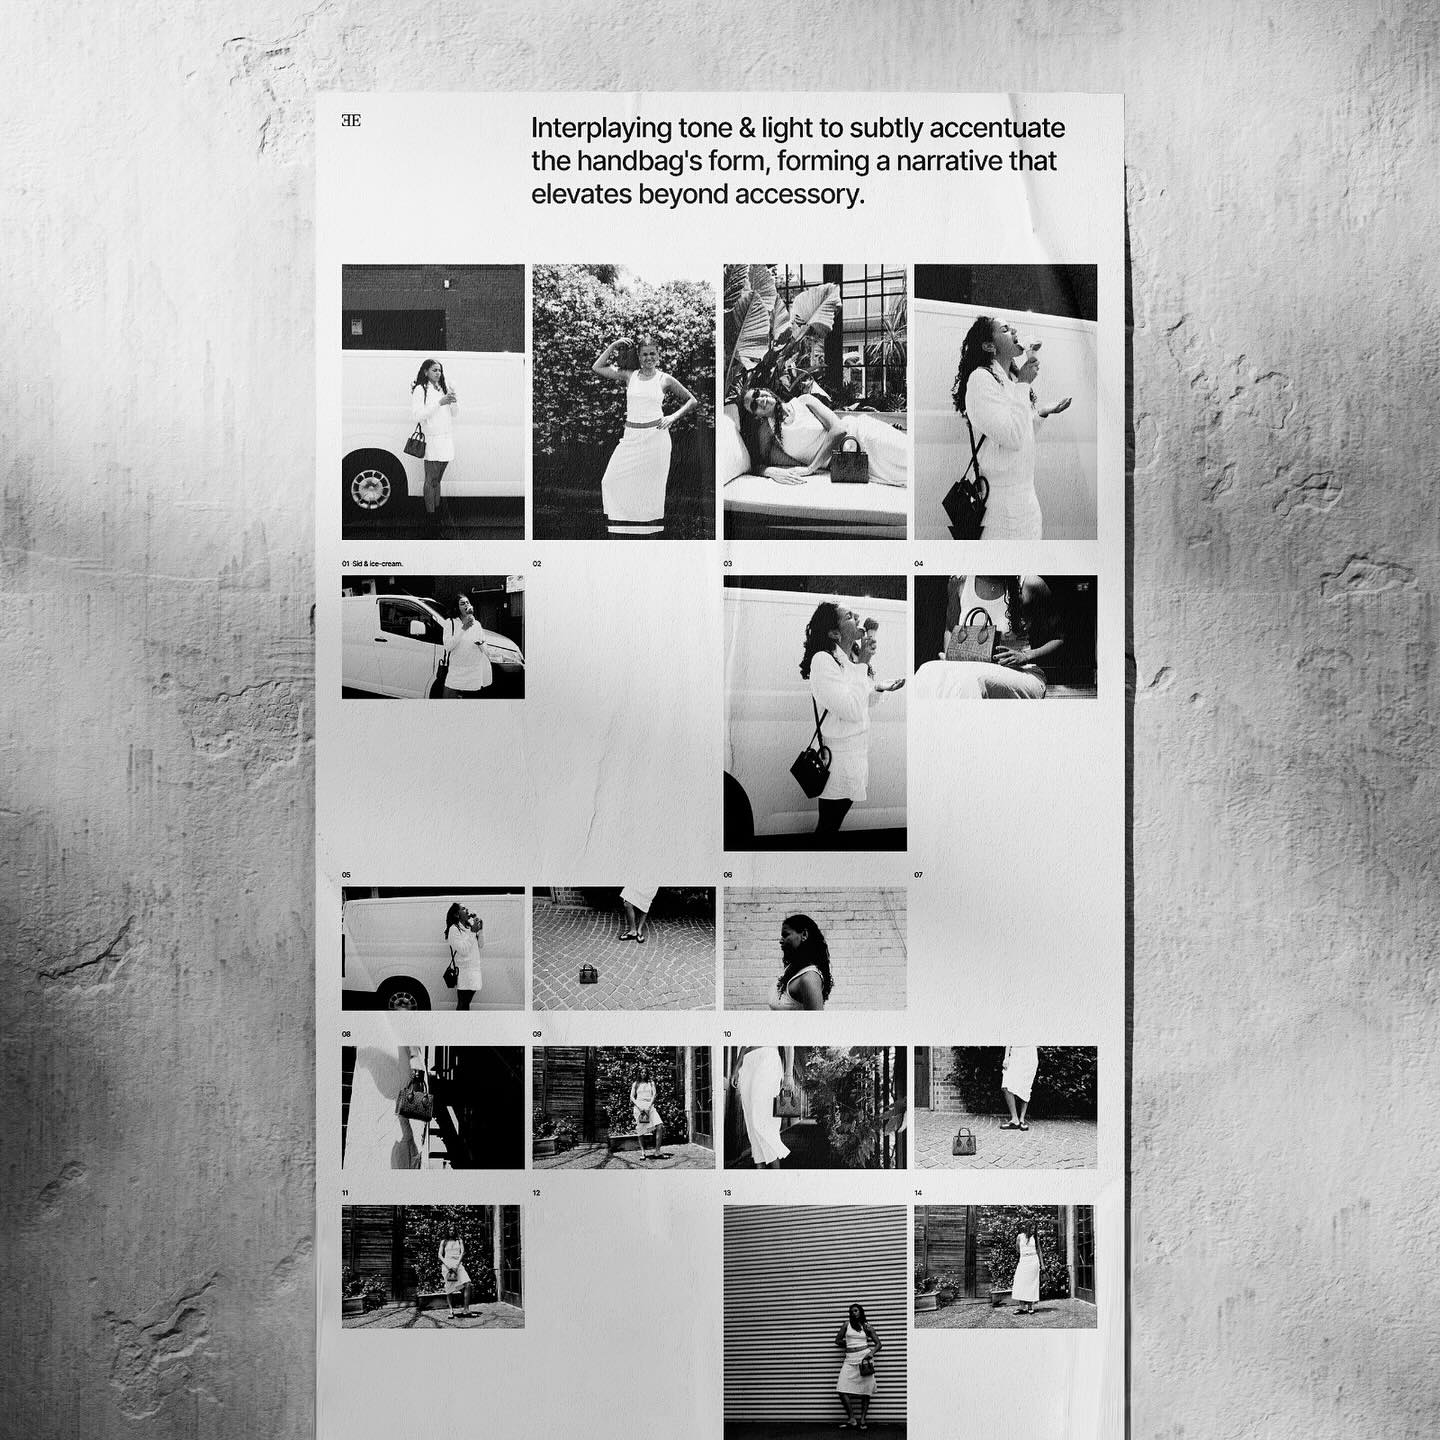 ƎE
Interplaying tone & light to subtly accentuate
the handbag's form, forming a narrative that
elevates beyond accessory.
01 Sid & ice-cream.
02
03
04
05
06
07
08
09
10
11
12
13
14